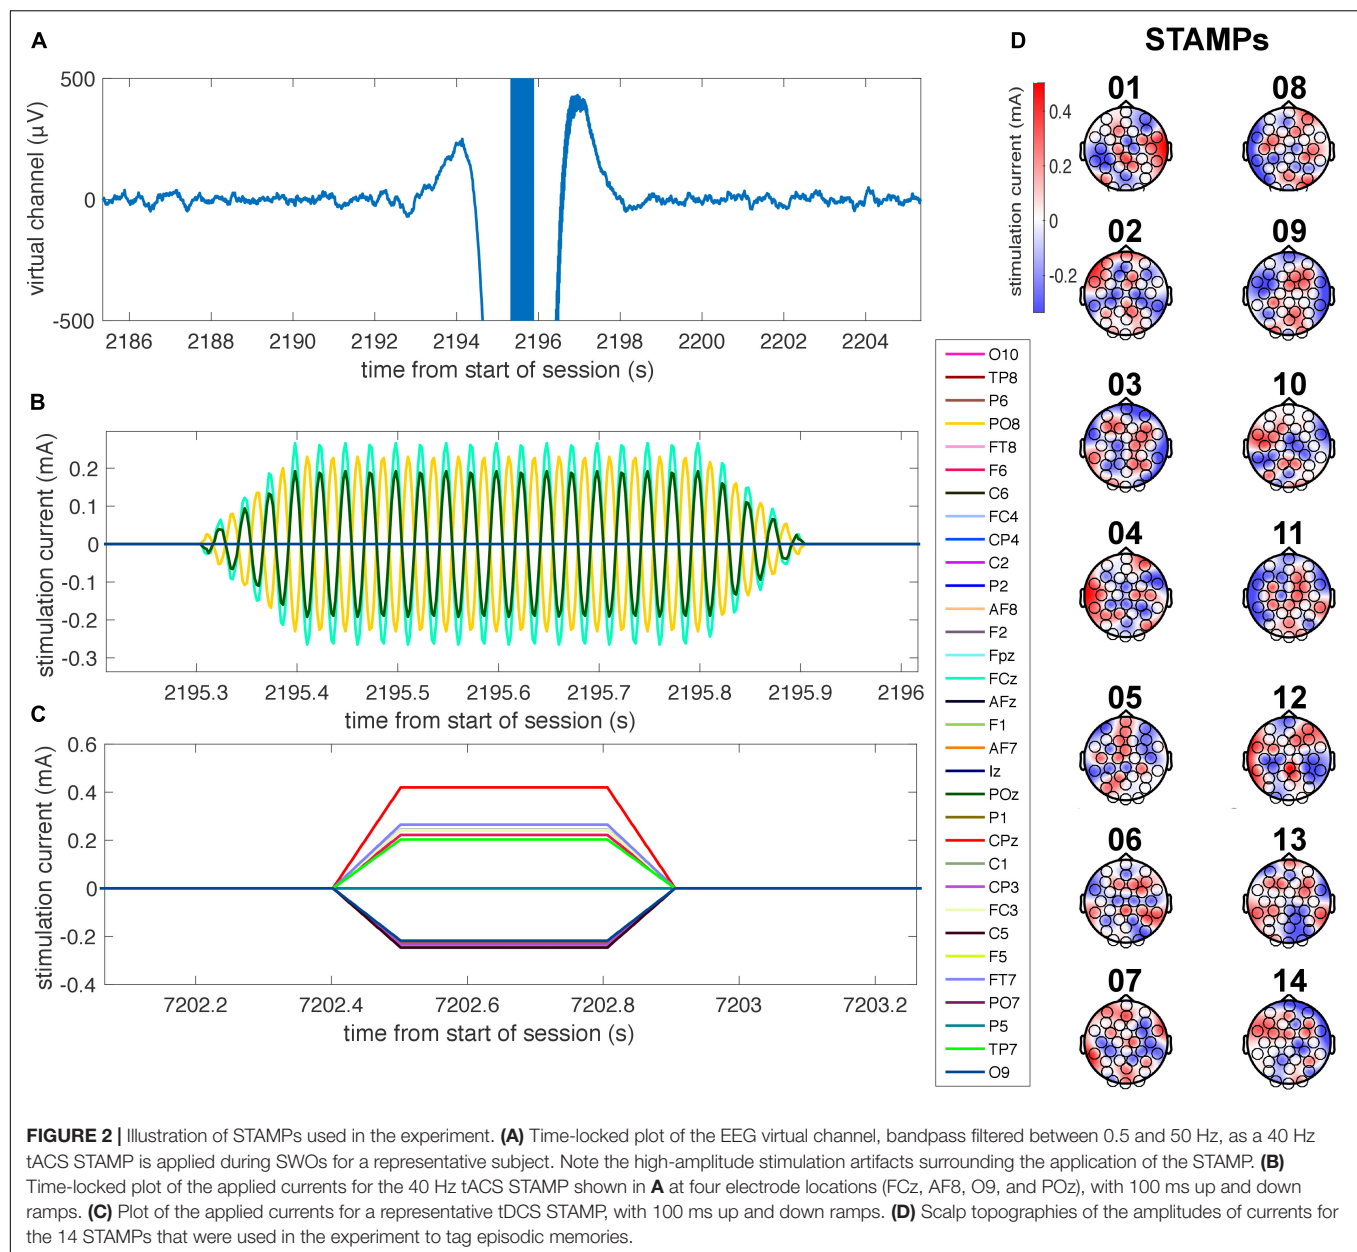 A
500
0
-500
virtual channel (µV)
2186 2188 2190 2192 2194 2196 2198 2200 2202 2204
time from start of session (s)
B
0.2
0.1
0
-0.1
-0.2
-0.3
stimulation current (mA)
2195.3 2195.4 2195.5 2195.6 2195.7 2195.8 2195.9 2196
time from start of session (s)
C
0.6
0.4
0.2
0
-0.2
-0.4
stimulation current (mA)
7202.2 7202.4 7202.6 7202.8 7203 7203.2
time from start of session (s)
O10
TP8
P6
PO8
FT8
F6
C6
FC4
CP4
C2
P2
AF8
F2
Fpz
FCz
AFz
F1
AF7
Iz
POz
P1
CPz
C1
CP3
FC3
C5
F5
FT7
PO7
P5
TP7
O9
D
STAMPs
stimulation current (mA)
0.4
0.2
0
-0.2
01 08
02 09
03 10
04 11
05 12
06 13
07 14
FIGURE 2 | Illustration of STAMPs used in the experiment. (A) Time-locked plot of the EEG virtual channel, bandpass filtered between 0.5 and 50 Hz, as a 40 Hz
tACS STAMP is applied during SWOs for a representative subject. Note the high-amplitude stimulation artifacts surrounding the application of the STAMP. (B)
Time-locked plot of the applied currents for the 40 Hz tACS STAMP shown in A at four electrode locations (FCz, AF8, O9, and POz), with 100 ms up and down
ramps. (C) Plot of the applied currents for a representative tDCS STAMP, with 100 ms up and down ramps. (D) Scalp topographies of the amplitudes of currents for
the 14 STAMPs that were used in the experiment to tag episodic memories.